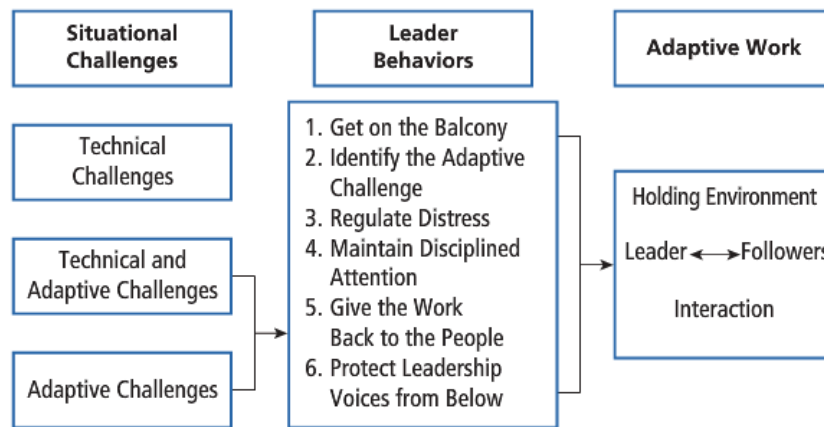 Situational
Challenges
Leader
Behaviors
Adaptive Work
Technical
Challenges
Technical and
Adaptive Challenges
Adaptive Challenges
1. Get on the Balcony
2. Identify the Adaptive
Challenge
3. Regulate Distress
4. Maintain Disciplined
Attention
5. Give the Work
Back to the People
6. Protect Leadership
Voices from Below
Holding Environment
Leader Followers
Interaction